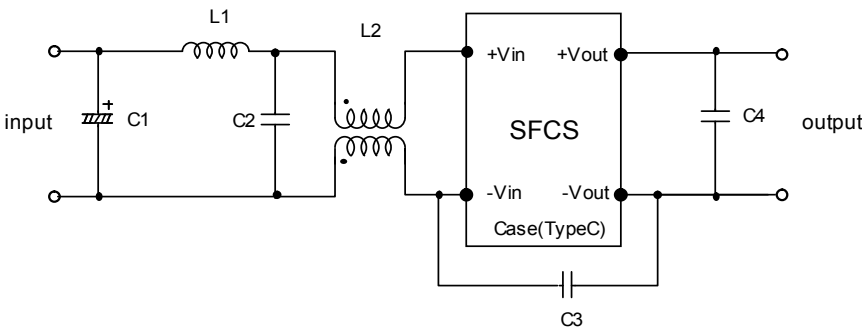 L1
L2
+Vin
+Vout
input
+
C1
C2
SFCS
C4
output
-Vin
-Vout
Case(TypeC)
C3